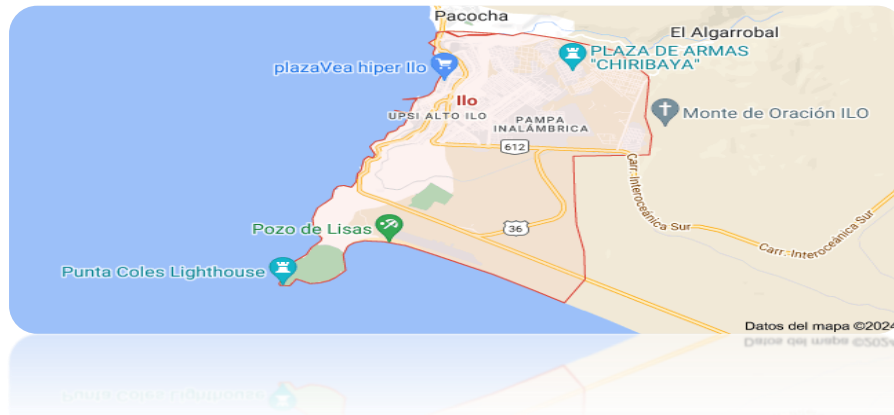 Pacocha
El Algarrobal
PLAZA DE ARMAS
"CHIRIBAYA"
plazaVea hiper Ilo
Ilo
UPSI ALTO ILO
PAMPA
INALÁMBRICA
Monte de Oración ILO
612
Carr. Interoceánica Sur
Pozo de Lisas
36
Carr. Interoceánica Sur
Punta Coles Lighthouse
Datos del mapa ©2024